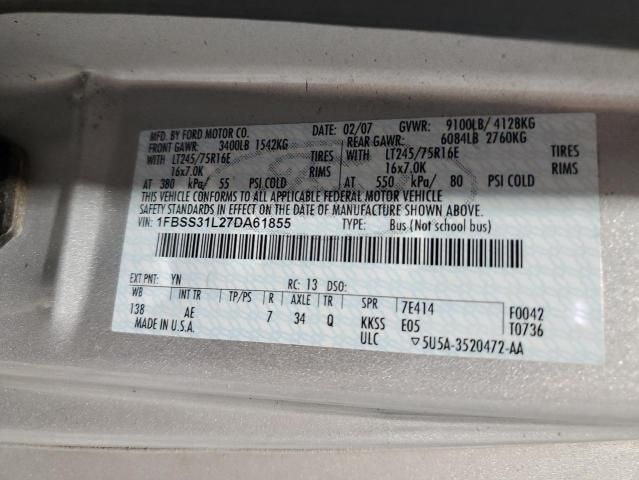 MFD. BY FORD MOTOR CO. DATE: 02/07 GVWR: 9100LB/ 4128KG
FRONT GAWR: 3400LB 1542KG REAR GAWR: 6084LB 2760KG
WITH LT245/75R16E TIRES WITH LT245/75R16E TIRES
16x7.0K RIMS 16x7.0K RIMS
AT 380 kPa/ 55 PSI COLD AT 550 kPa/ 80 PSI COLD
THIS VEHICLE CONFORMS TO ALL APPLICABLE FEDERAL MOTOR VEHICLE
SAFETY STANDARDS IN EFFECT ON THE DATE OF MANUFACTURE SHOWN ABOVE.
VIN: 1FBSS31L27DA61855 TYPE: Bus (Not school bus)
EXT PNT: YN RC: 13 DSO:
WB INT TR TP/PS R AXLE TR SPR 7E414 F0042
138 AE 7 34 Q KKSS E05 T0736
MADE IN U.S.A. ULC ▽5U5A-3520472-AA